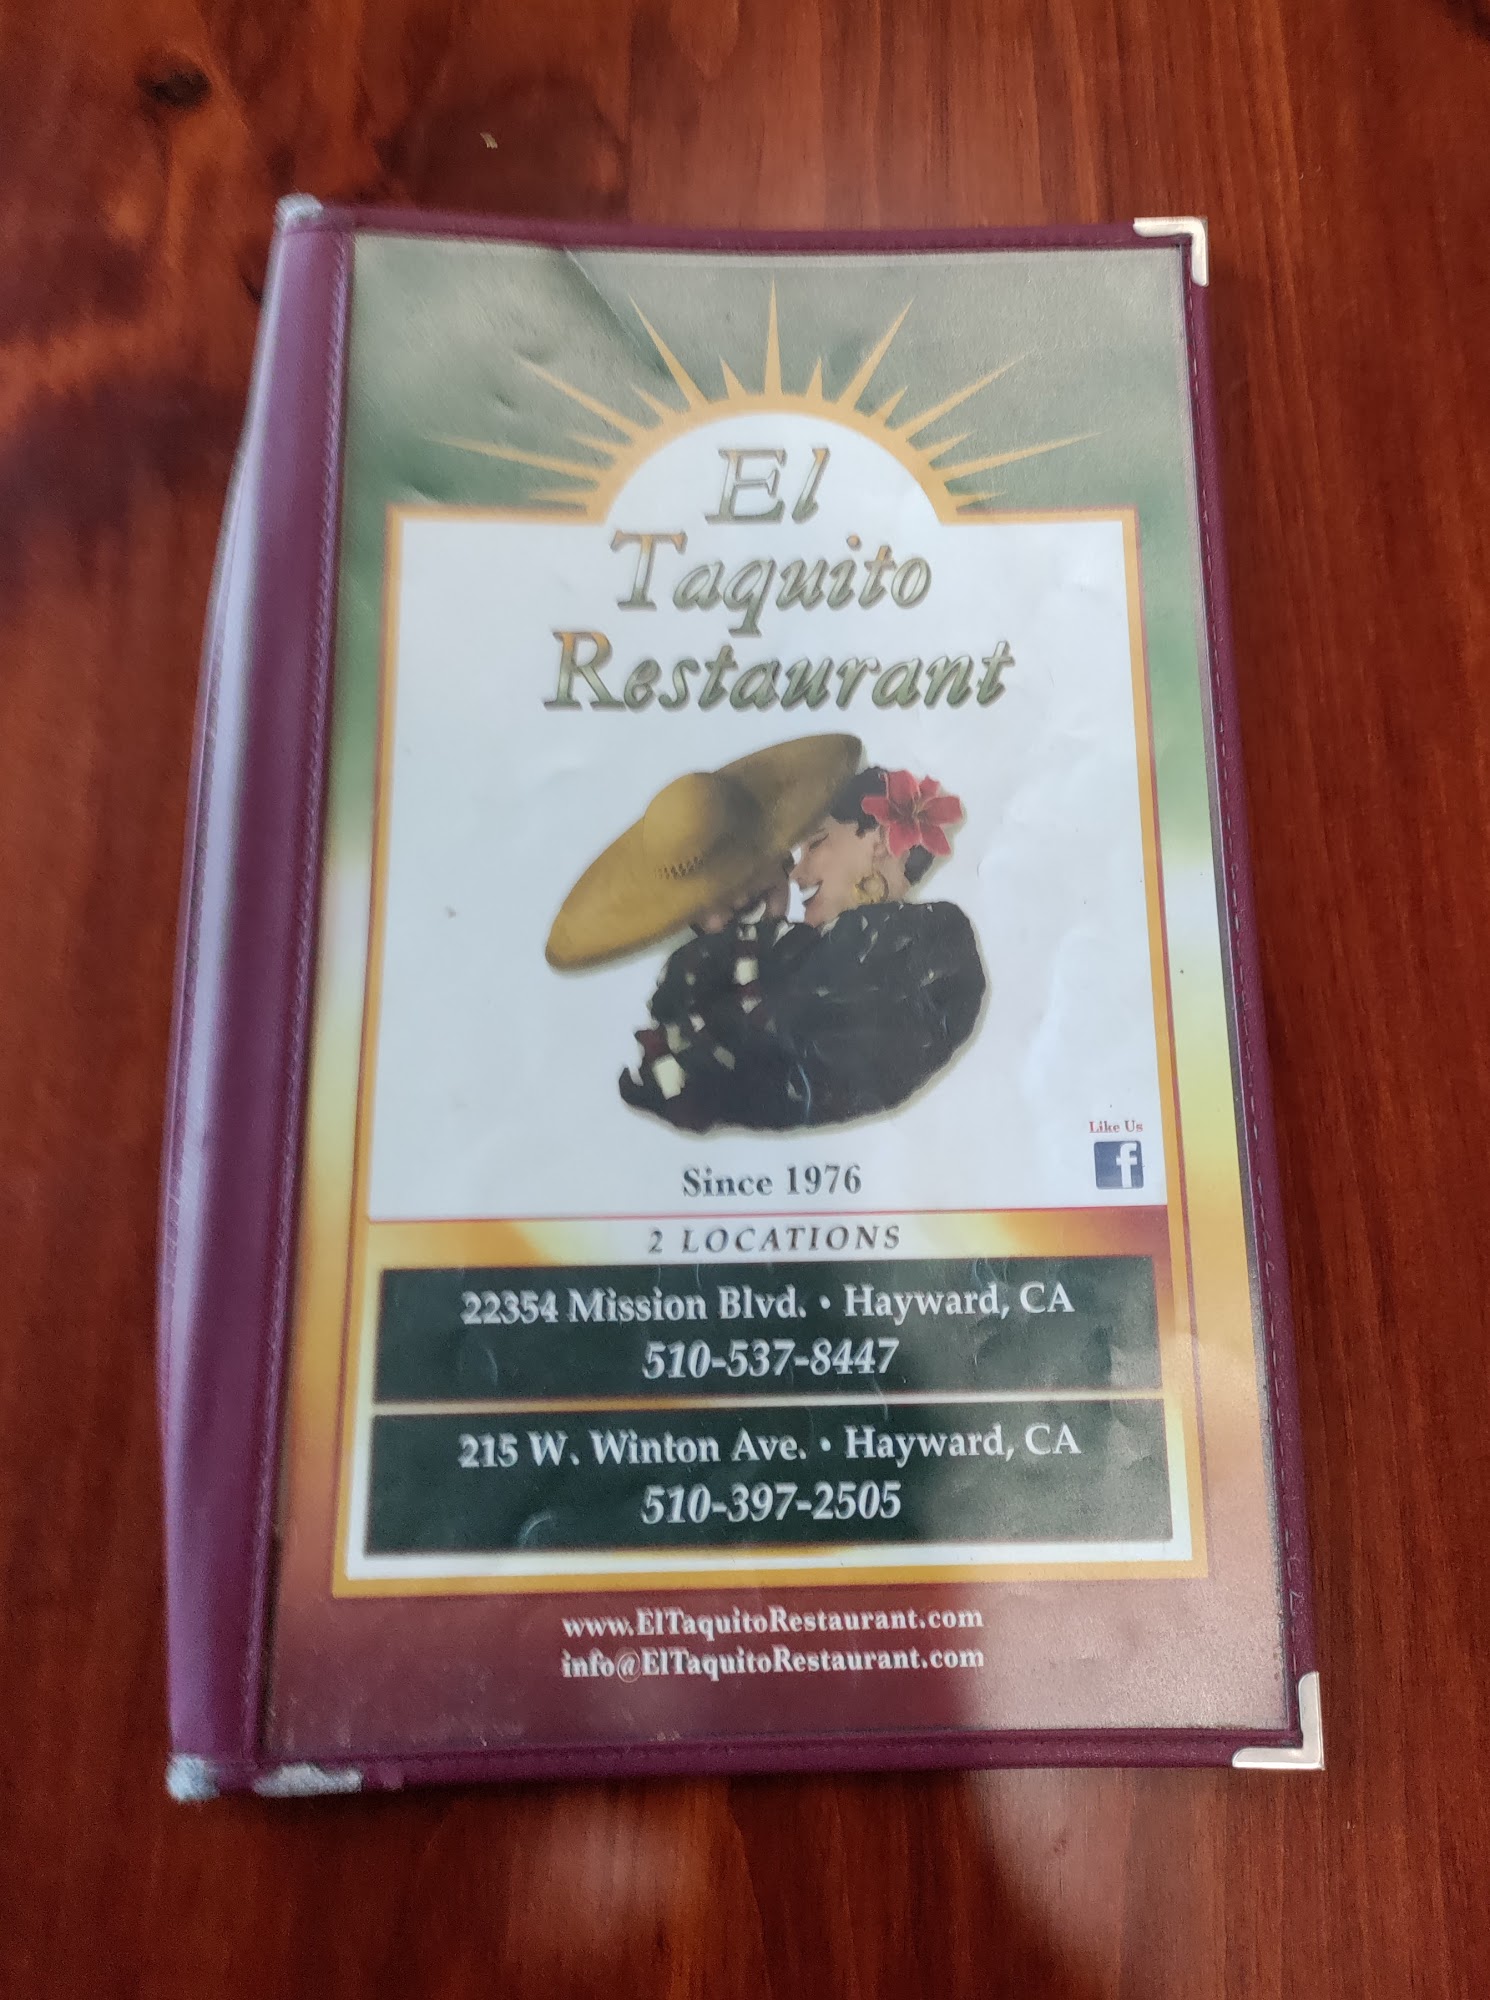 El
Taquito
Restaurant
Like Us
f
Since 1976
2 LOCATIONS
22354 Mission Blvd. • Hayward, CA
510-537-8447
215 W. Winton Ave. • Hayward, CA
510-397-2505
www.ElTaquitoRestaurant.com
info@ElTaquitoRestaurant.com